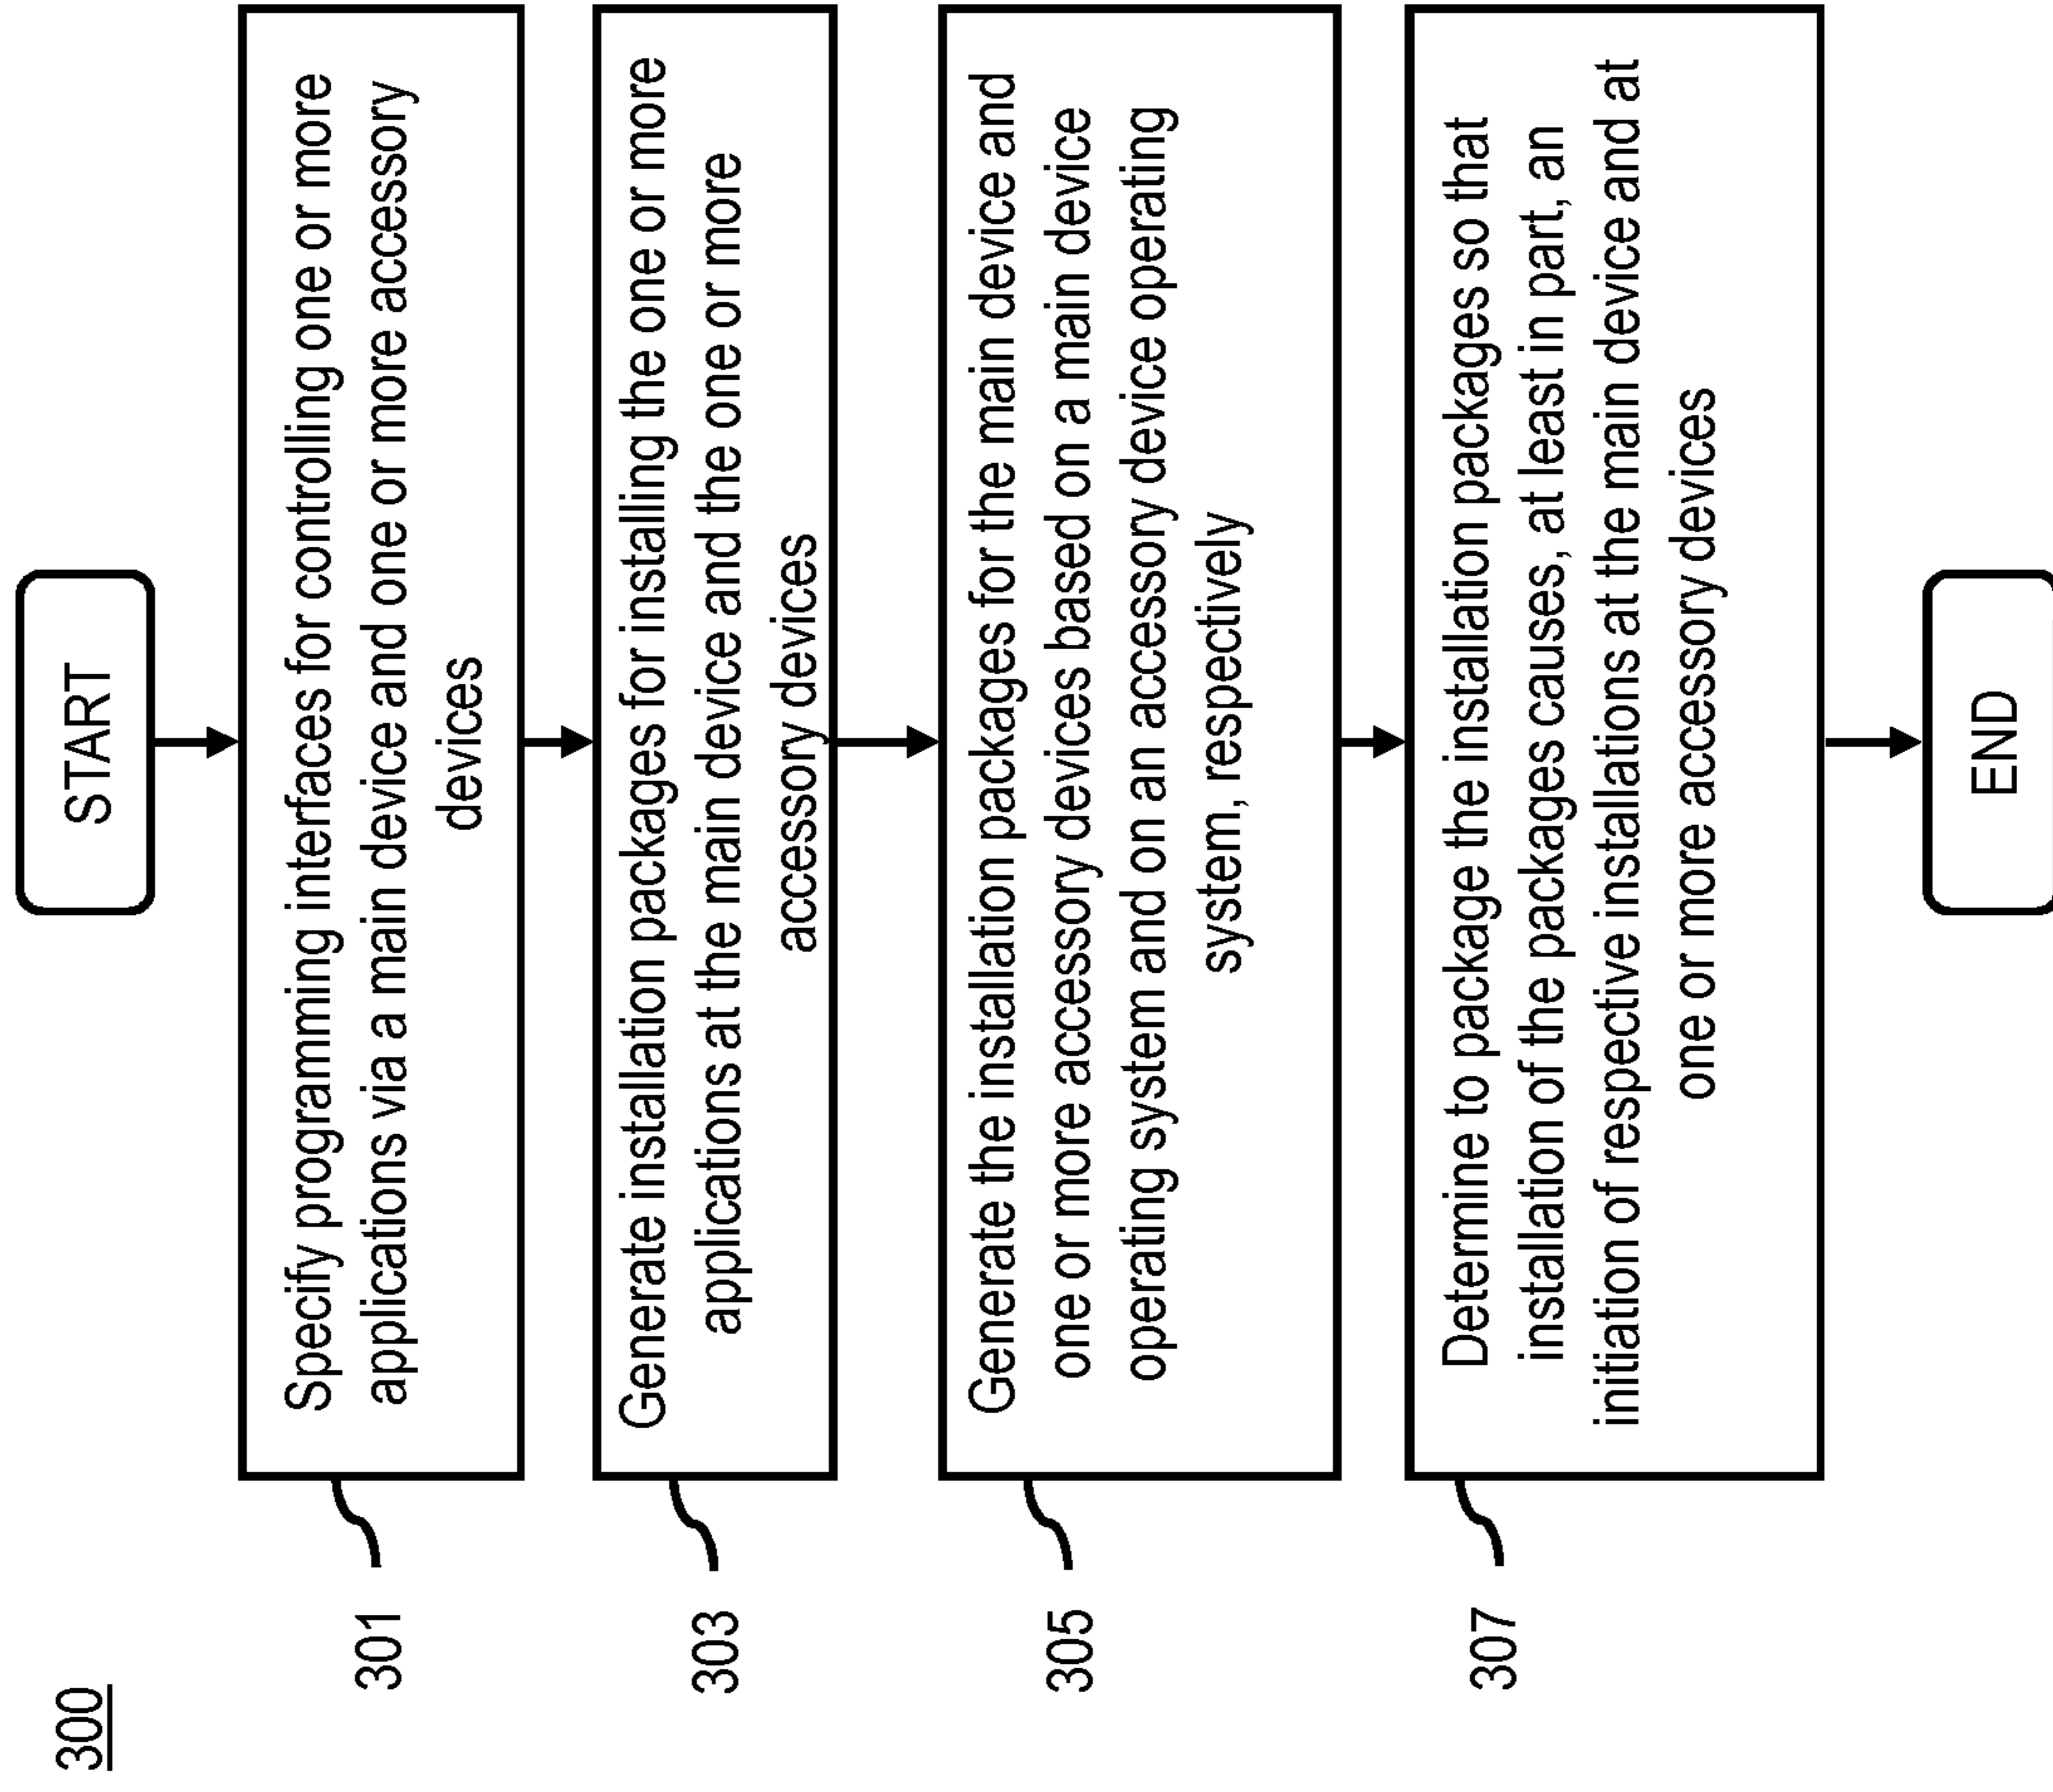 300
START
301
Specify programming interfaces for controlling one or more
applications via a main device and one or more accessory
devices
303
Generate installation packages for installing the one or more
applications at the main device and the one or more
accessory devices
305
Generate the installation packages for the main device and
one or more accessory devices based on a main device
operating system and on an accessory device operating
system, respectively
307
Determine to package the installation packages so that
installation of the packages causes, at least in part, an
initiation of respective installations at the main device and at
one or more accessory devices
END